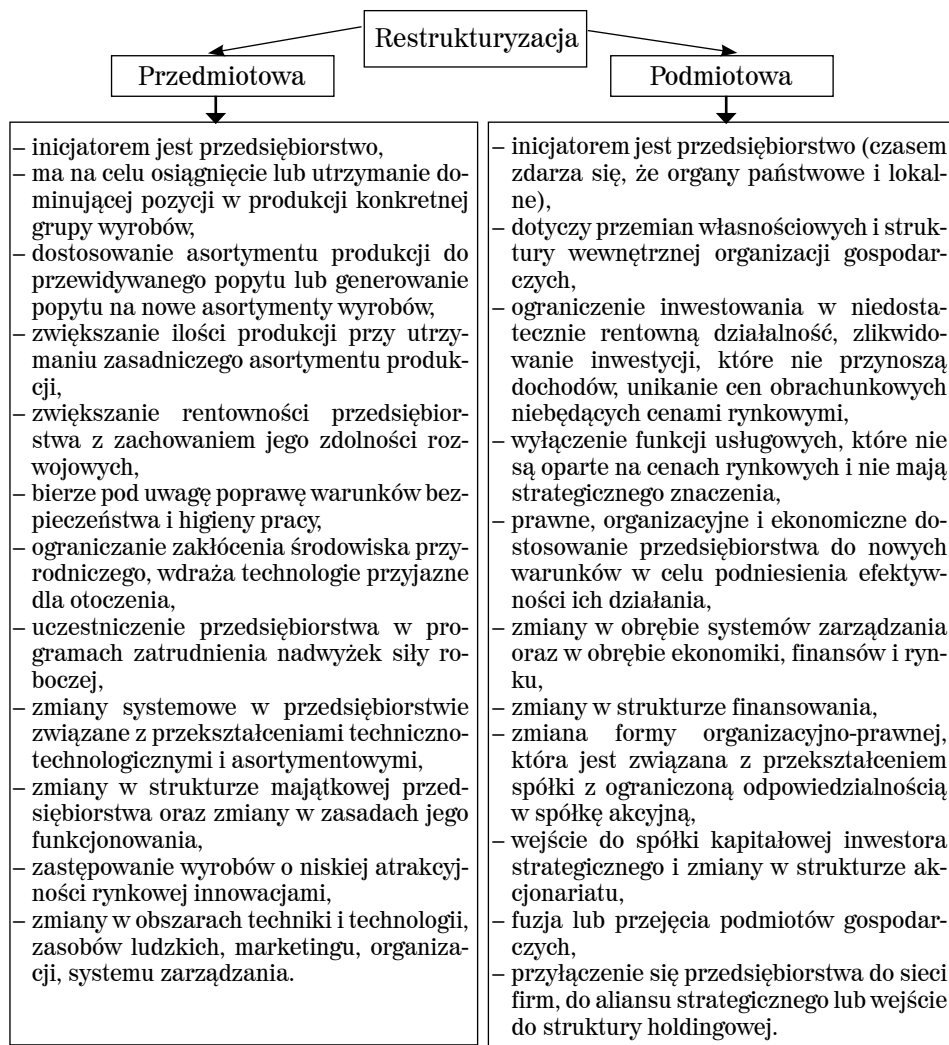 Restrukturyzacja
Przedmiotowa
– inicjatorem jest przedsiębiorstwo,
– ma na celu osiągnięcie lub utrzymanie do-
minującej pozycji w produkcji konkretnej
grupy wyrobów,
– dostosowanie asortymentu produkcji do
przewidywanego popytu lub generowanie
popytu na nowe asortymenty wyrobów,
– zwiększanie ilości produkcji przy utrzy-
maniu zasadniczego asortymentu produk-
cji,
– zwiększanie rentowności przedsiębior-
stwa z zachowaniem jego zdolności roz-
wojowych,
– bierze pod uwagę poprawę warunków bez-
pieczeństwa i higieny pracy,
– ograniczanie zakłócenia środowiska przy-
rodniczego, wdraża technologie przyjazne
dla otoczenia,
– uczestniczenie przedsiębiorstwa w pro-
gramach zatrudnienia nadwyżek siły ro-
boczej,
– zmiany systemowe w przedsiębiorstwie
związane z przekształceniami techniczno-
technologicznymi i asortymentowymi,
– zmiany w strukturze majątkowej przed-
siębiorstwa oraz zmiany w zasadach jego
funkcjonowania,
– zastępowanie wyrobów o niskiej atrakcyj-
ności rynkowej innowacjami,
– zmiany w obszarach techniki i technologii,
zasobów ludzkich, marketingu, organiza-
cji, systemu zarządzania.
Podmiotowa
– inicjatorem jest przedsiębiorstwo (czasem
zdarza się, że organy państwowe i lokal-
ne),
– dotyczy przemian własnościowych i struk-
tury wewnętrznej organizacji gospodar-
czych,
– ograniczenie inwestowania w niedosta-
tecznie rentowną działalność, zlikwido-
wanie inwestycji, które nie przynoszą
dochodów, unikanie cen obrachunkowych
niebędących cenami rynkowymi,
– wyłączenie funkcji usługowych, które nie
są oparte na cenach rynkowych i nie mają
strategicznego znaczenia,
– prawne, organizacyjne i ekonomiczne do-
stosowanie przedsiębiorstwa do nowych
warunków w celu podniesienia efektyw-
ności ich działania,
– zmiany w obrębie systemów zarządzania
oraz w obrębie ekonomiki, finansów i ryn-
ku,
– zmiany w strukturze finansowania,
– zmiana formy organizacyjno-prawnej,
która jest związana z przekształceniem
spółki z ograniczoną odpowiedzialnością
w spółkę akcyjną,
– wejście do spółki kapitałowej inwestora
strategicznego i zmiany w strukturze ak-
cjonariatu,
– fuzja lub przejęcia podmiotów gospodar-
czych,
– przyłączenie się przedsiębiorstwa do sieci
firm, do aliansu strategicznego lub wejście
do struktury holdingowej.